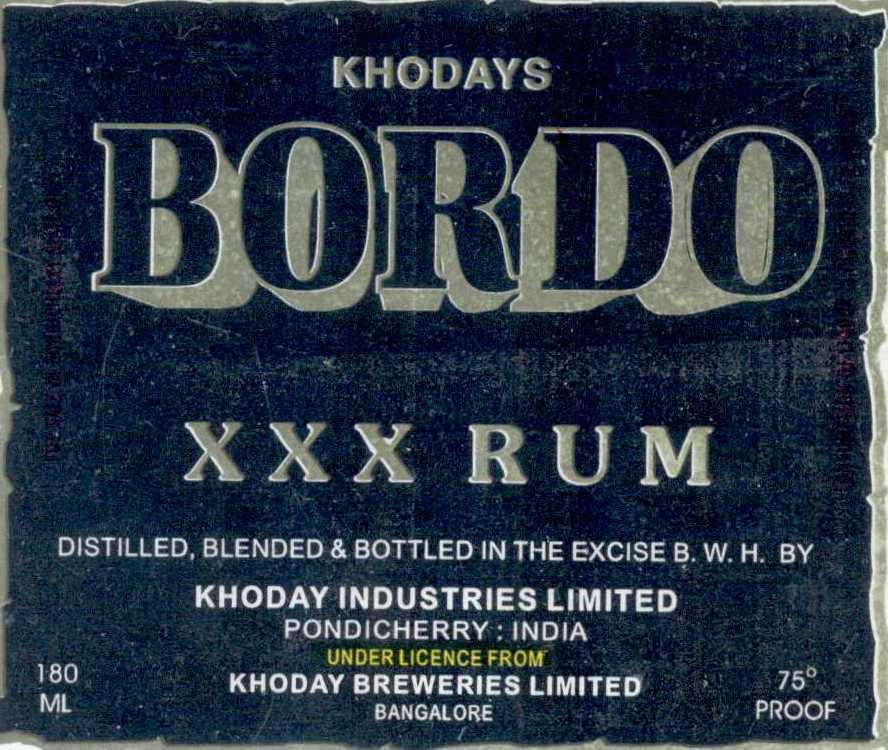 KHODAYS
BORDO
XXX RUM
DISTILLED, BLENDED & BOTTLED IN THE EXCISE B. W. H. BY
KHODAY INDUSTRIES LIMITED
PONDICHERRY : INDIA
UNDER LICENCE FROM
KHODAY BREWERIES LIMITED
BANGALORE
180
ML
75° 
PROOF